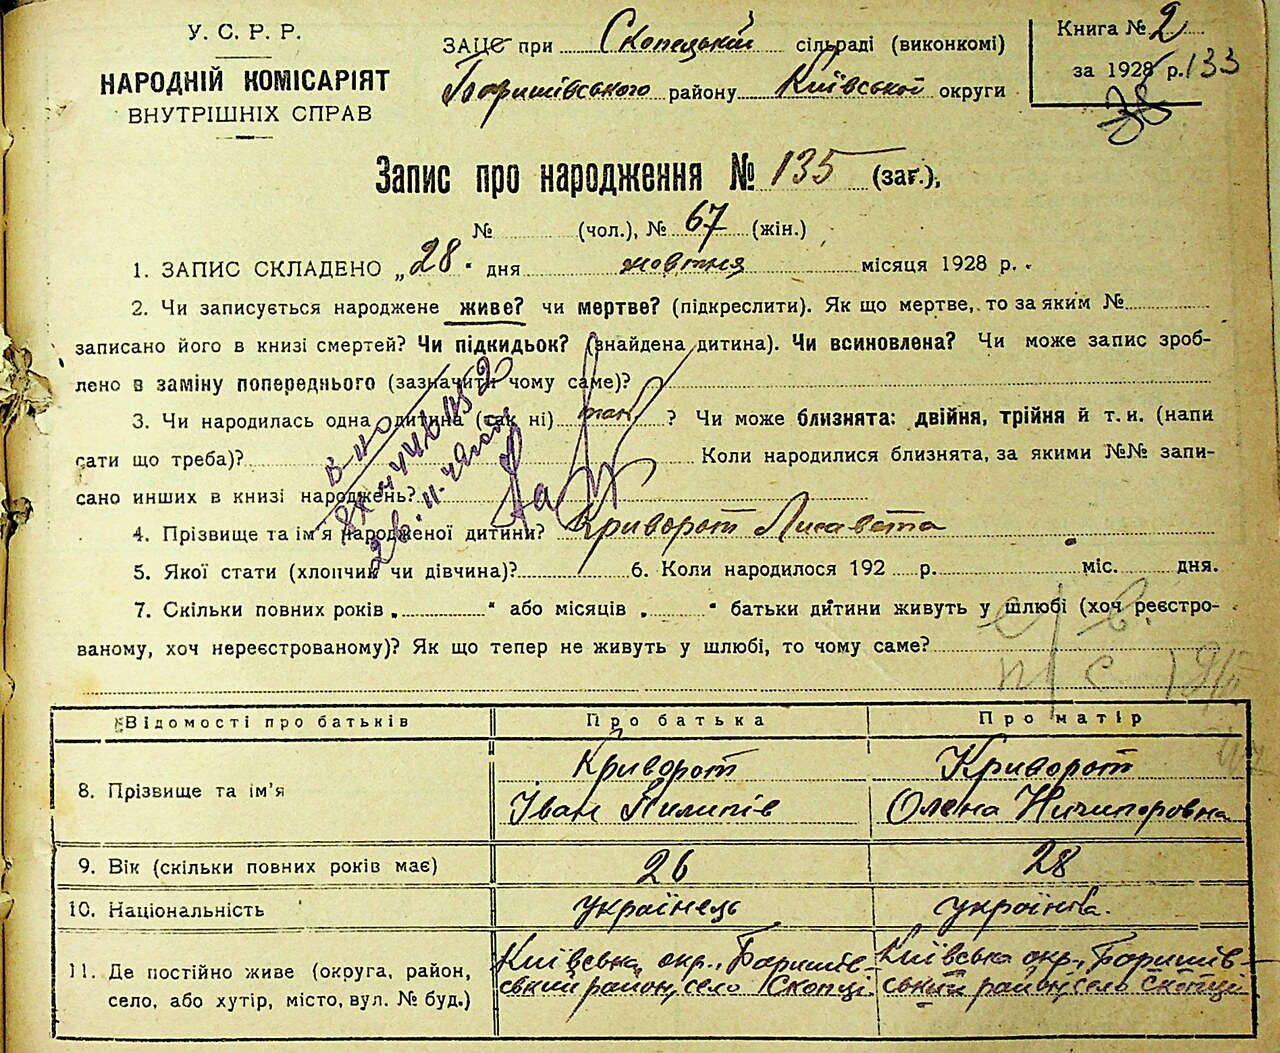 У. С. Р. Р.
НАРОДНІЙ КОМІСАРІЯТ
ВНУТРІШНІХ СПРАВ
ЗАЦС при Скопецькій сільраді (виконкомі)
Баришівського району Київської округи
Книга № 2
за 1928 р. 133
38
Запис про народження № 135 (заг.),
№ (чол.), № 67 (жін.)
1. ЗАПИС СКЛАДЕНО „28" дня жовтня місяця 1928 р.
2. Чи записується народжене живе? чи мертве? (підкреслити). Як що мертве, то за яким №
записано його в книзі смертей? Чи підкидьок? (знайдена дитина). Чи всиновлена? Чи може запис зроб-
лено в заміну попереднього (зазначити чому саме)?
3. Чи народилась одна дитина (так ні) так ? Чи може близнята: двійня, трійня й т. и. (напи
сати що треба)? Коли народилися близнята, за якими №№ запи-
сано инших в книзі народжень?
4. Прізвище та ім'я народженої дитини? Криворот Лисавета
5. Якої стати (хлопчик чи дівчина)? 6. Коли народилося 192 р. міс. дня.
7. Скільки повних років „ " або місяців „ " батьки дитини живуть у шлюбі (хоч реєстро-
ваному, хоч нереєстрованому)? Як що тепер не живуть у шлюбі, то чому саме?
Відомості про батьків Про батька Про матір
8. Прізвище та ім'я Криворот Іван Пилипів Криворот Олена Ничипоровна
9. Вік (скільки повних років має) 26 28
10. Національність українець українка.
11. Де постійно живе (округа, район, Київська окр., Баришів- Київська окр., Баришів-
село, або хутір, місто, вул. № буд.) ський район, село Скопці ський район, село Скопці